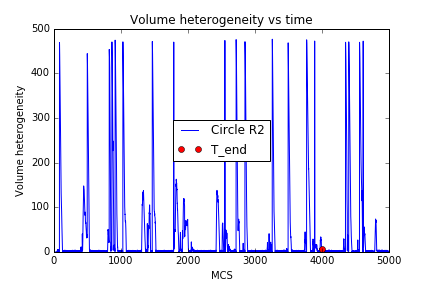 Volume heterogeneity vs time
500
400
300
200
100
0
Volume heterogeneity
Circle R2
T_end
0 1000 2000 3000 4000 5000
MCS